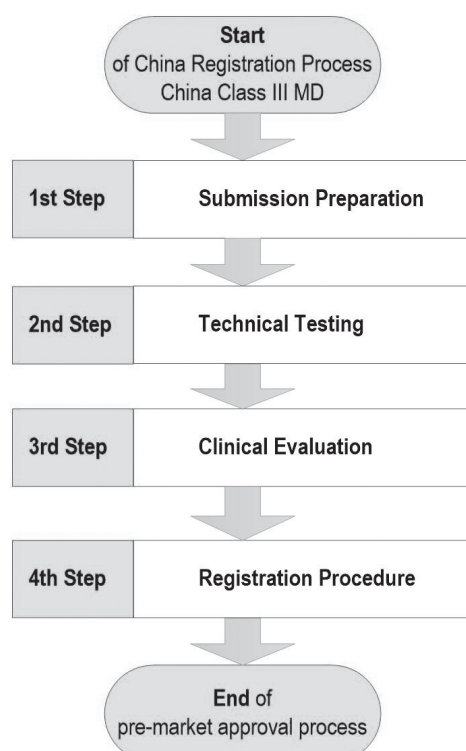 Start
of China Registration Process
China Class III MD
1st Step Submission Preparation
2nd Step Technical Testing
3rd Step Clinical Evaluation
4th Step Registration Procedure
End of
pre-market approval process